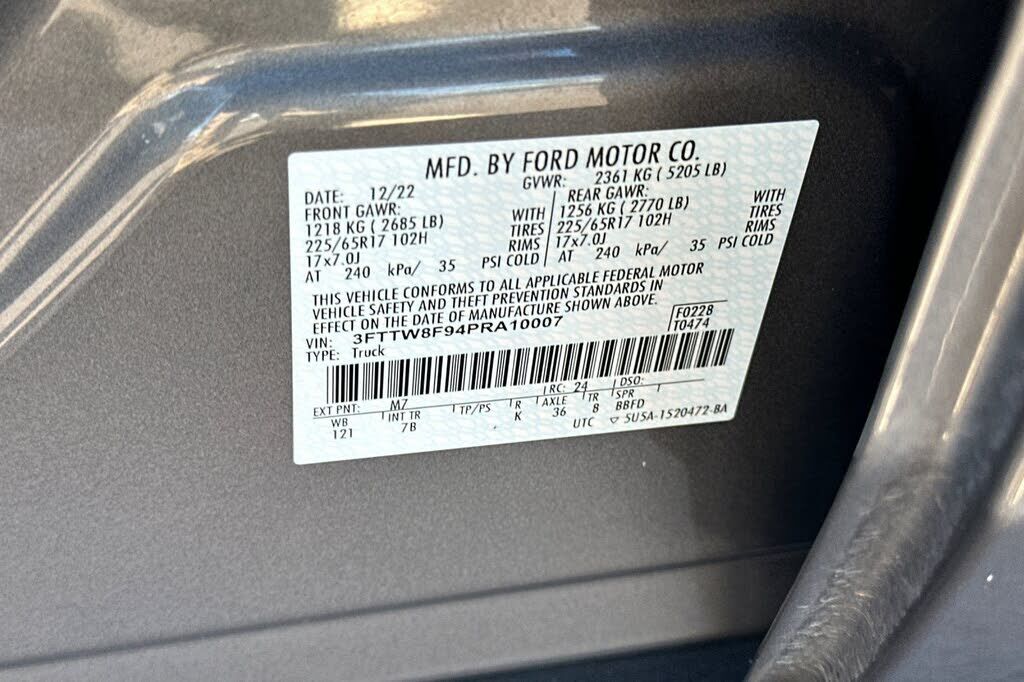 MFD. BY FORD MOTOR CO.
DATE: 12/22 GVWR: 2361 KG ( 5205 LB)
FRONT GAWR: REAR GAWR:
1218 KG ( 2685 LB) WITH 1256 KG ( 2770 LB) WITH
225/65R17 102H TIRES 225/65R17 102H TIRES
17x7.0J RIMS 17x7.0J RIMS
AT 240 kPa/ 35 PSI COLD AT 240 kPa/ 35 PSI COLD
THIS VEHICLE CONFORMS TO ALL APPLICABLE FEDERAL MOTOR
VEHICLE SAFETY AND THEFT PREVENTION STANDARDS IN
EFFECT ON THE DATE OF MANUFACTURE SHOWN ABOVE.
VIN: 3FTTW8F94PRA10007 F0228
TYPE: Truck T0474
EXT PNT: M7 RC: 24 DSO:
WB INT TR TP/PS R AXLE TR SPR
121 7B K 36 8 BBFD
UTC ▽ 5U5A-1520472-BA